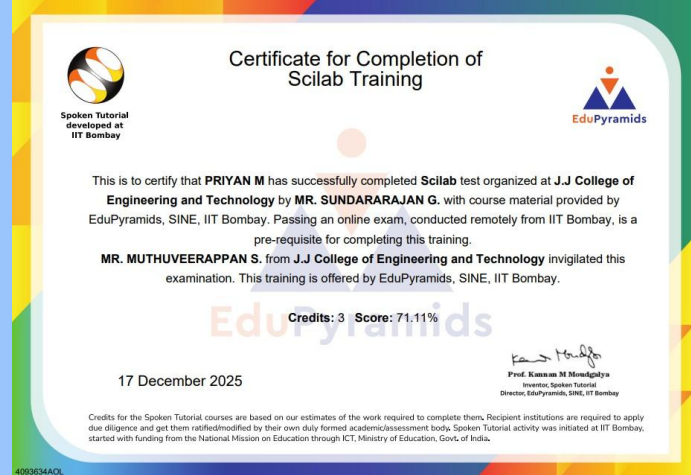 Certificate for Completion of
Scilab Training
Spoken Tutorial
developed at
IIT Bombay
EduPyramids
This is to certify that PRIYAN M has successfully completed Scilab test organized at J.J College of
Engineering and Technology by MR. SUNDARARAJAN G. with course material provided by
EduPyramids, SINE, IIT Bombay. Passing an online exam, conducted remotely from IIT Bombay, is a
pre-requisite for completing this training.
MR. MUTHUVEERAPPAN S. from J.J College of Engineering and Technology invigilated this
examination. This training is offered by EduPyramids, SINE, IIT Bombay.
EduPyramids
Credits: 3 Score: 71.11%
17 December 2025
Prof. Kannan M Moudgalya
Inventor, Spoken Tutorial
Director, EduPyramids, SINE, IIT Bombay
Credits for the Spoken Tutorial courses are based on our estimates of the work required to complete them. Recipient institutions are required to apply
due diligence and get them ratified/modified by their own duly formed academic/assessment body. Spoken Tutorial activity was initiated at IIT Bombay,
started with funding from the National Mission on Education through ICT, Ministry of Education, Govt. of India.
4093634AOL